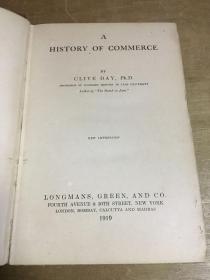 A
HISTORY OF COMMERCE
BY
CLIVE DAY, Ph.D.
PROFESSOR OF ECONOMIC HISTORY IN YALE UNIVERSITY
Author of "The Dutch in Java"
NEW IMPRESSION
LONGMANS, GREEN, AND CO.
FOURTH AVENUE & 30TH STREET, NEW YORK
LONDON, BOMBAY, CALCUTTA AND MADRAS
1919